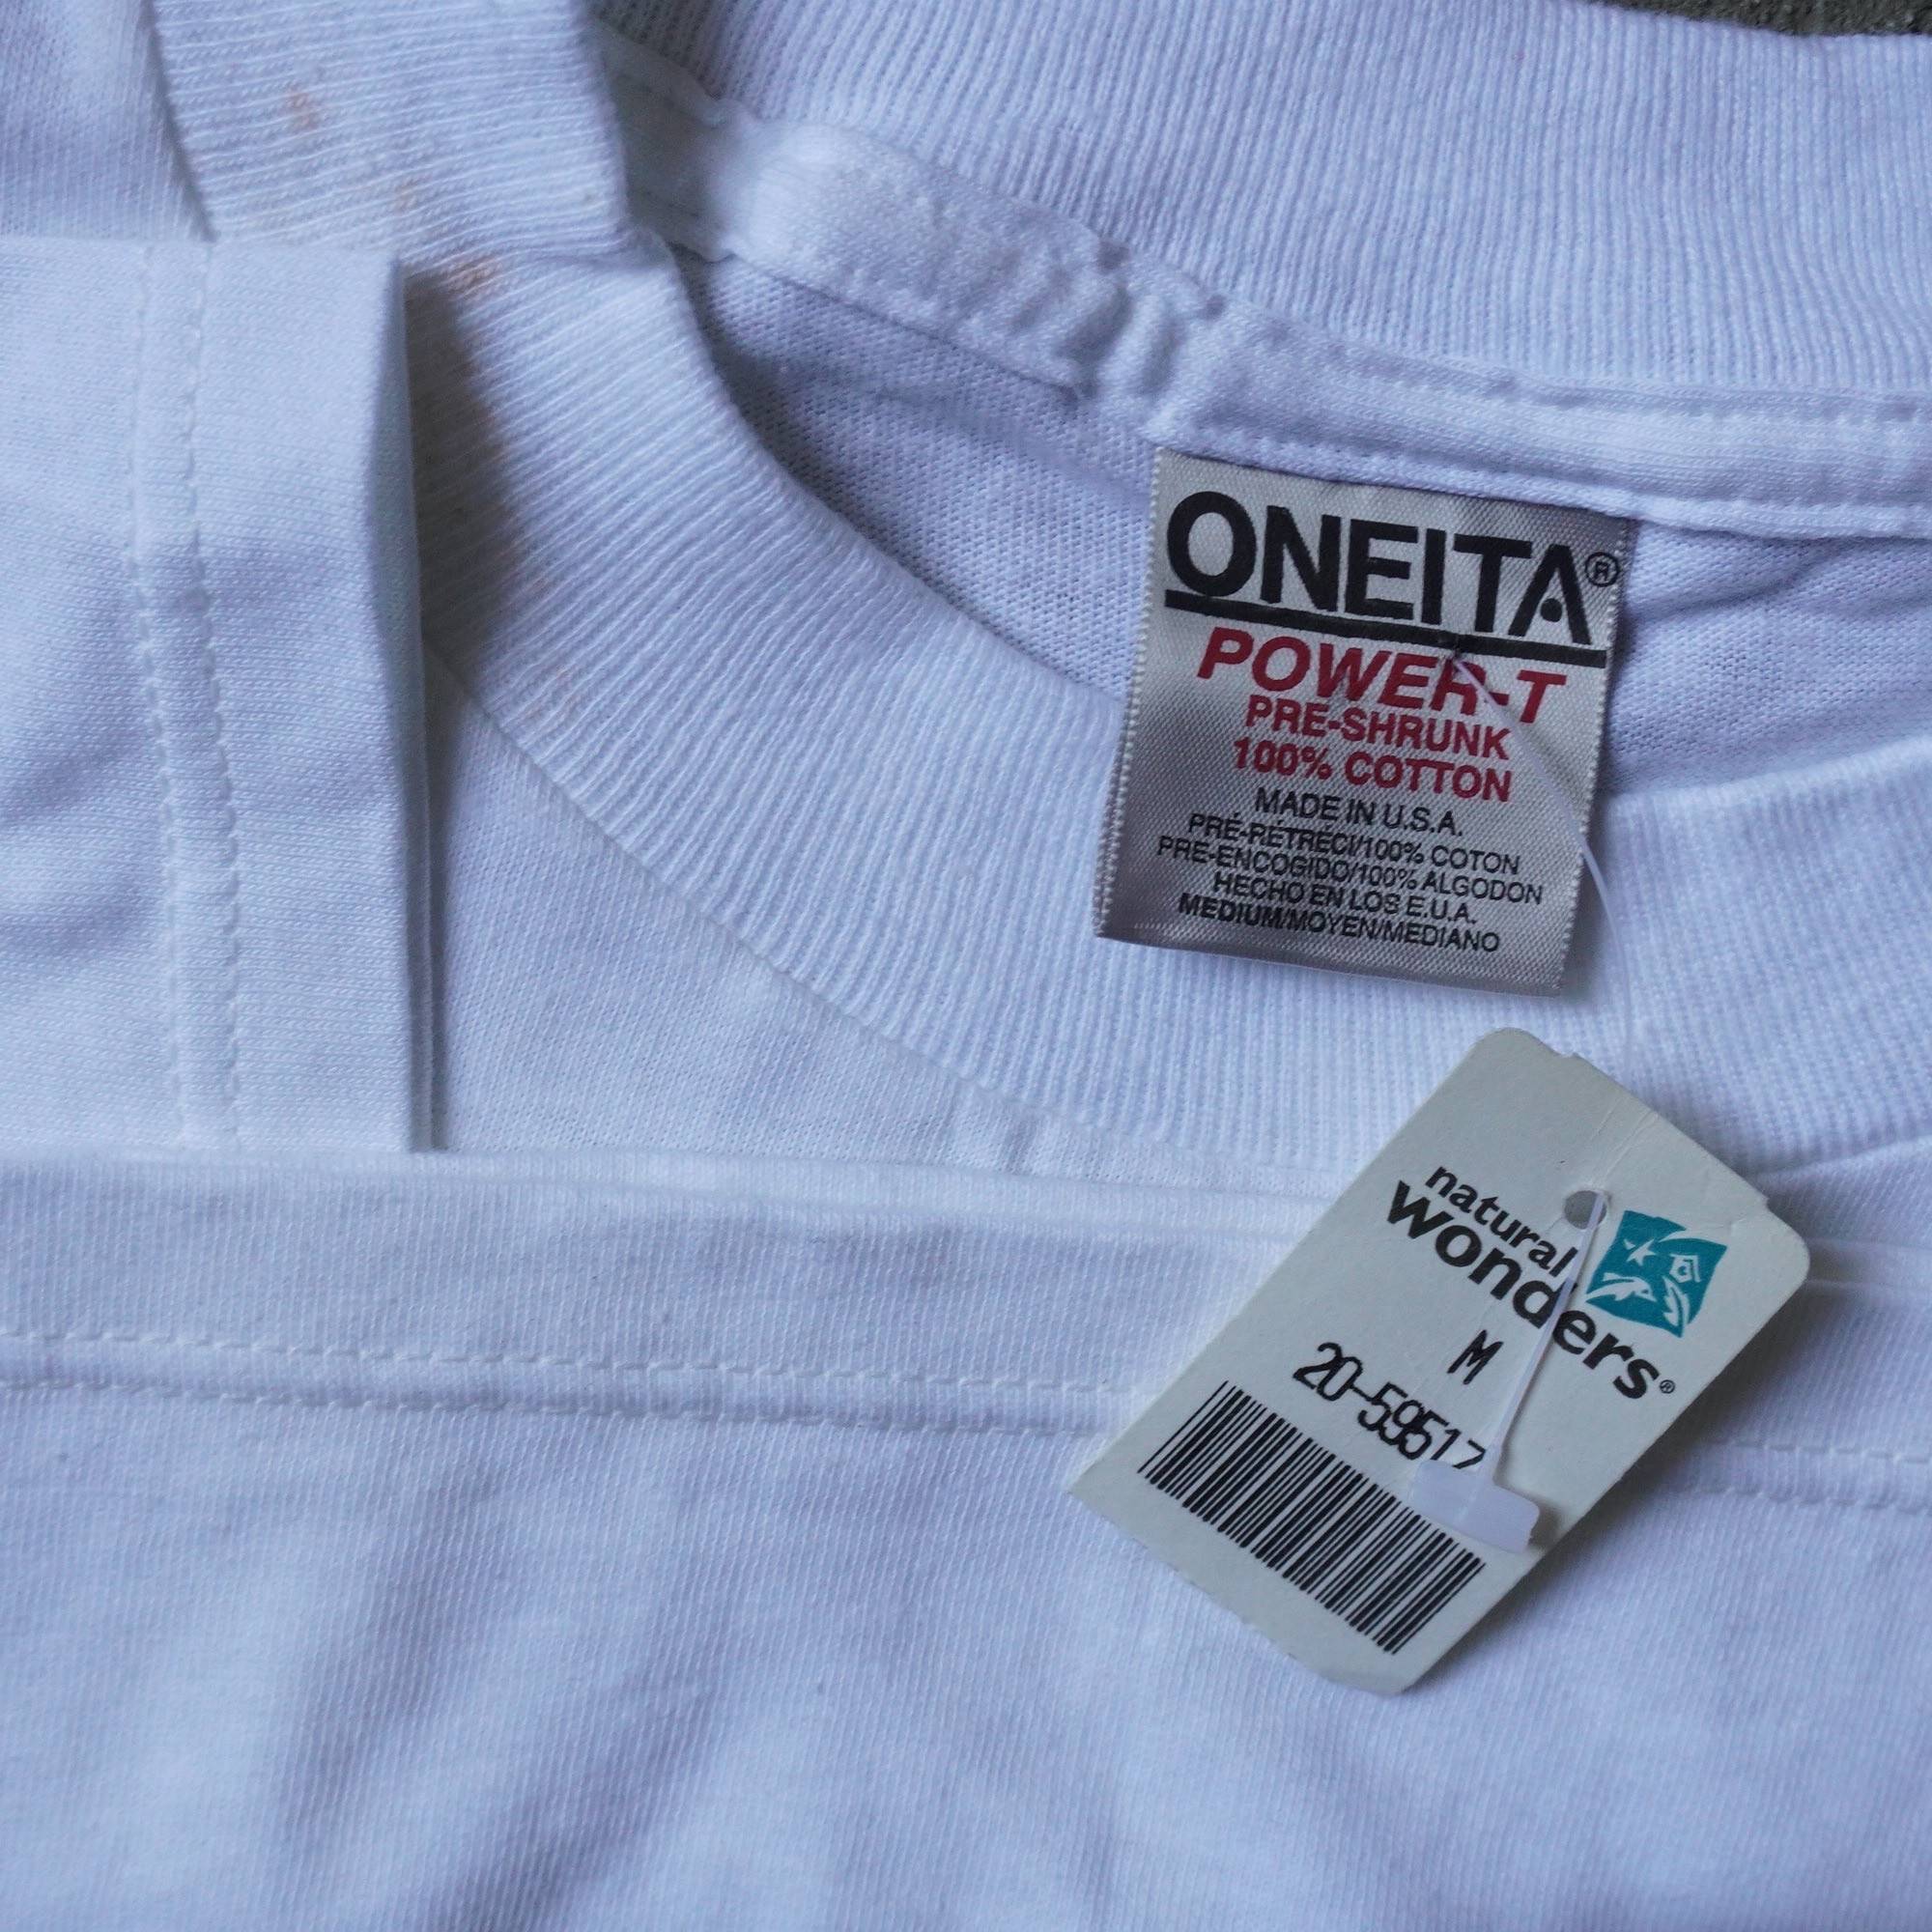 ONEITA®
POWER-T
PRE-SHRUNK
100% COTTON
MADE IN U.S.A.
PRÉ-RÉTRECI/100% COTON
PRE-ENCOGIDO/100% ALGODON
HECHO EN LOS E.U.A.
MEDIUM/MOYEN/MEDIANO
natural
wonders®
M
20-59517